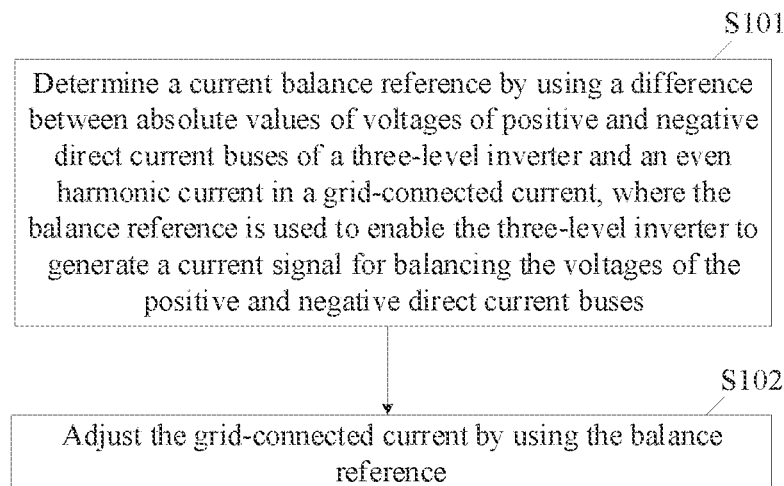 S101
Determine a current balance reference by using a difference
between absolute values of voltages of positive and negative
direct current buses of a three-level inverter and an even
harmonic current in a grid-connected current, where the
balance reference is used to enable the three-level inverter to
generate a current signal for balancing the voltages of the
positive and negative direct current buses
S102
Adjust the grid-connected current by using the balance
reference